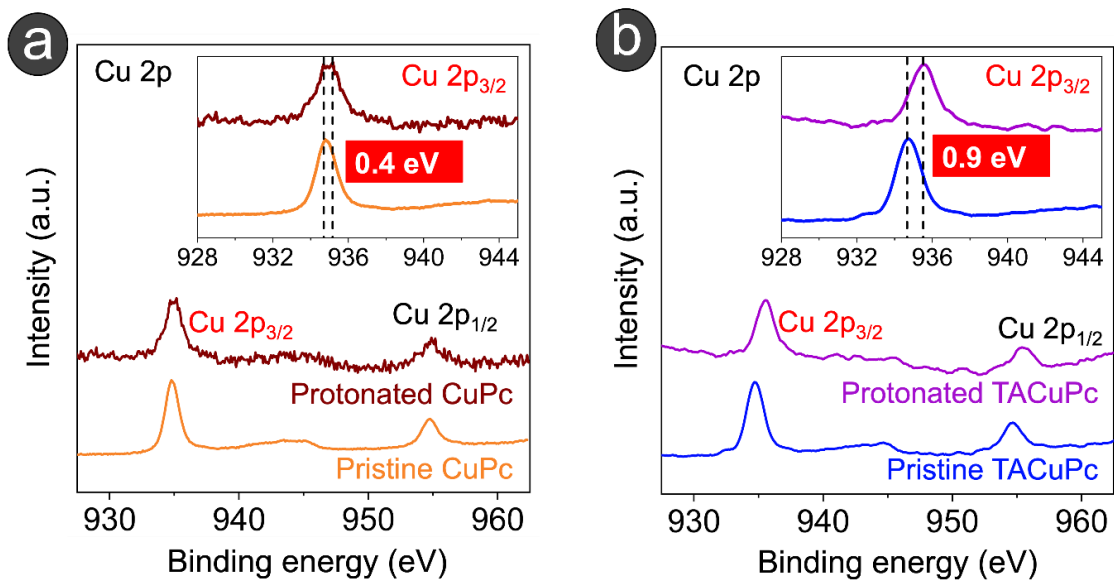 a
Cu 2p
Cu 2p3/2
0.4 eV
928 932 936 940 944
Cu 2p3/2
Cu 2p1/2
Protonated CuPc
Pristine CuPc
Intensity (a.u.)
930 940 950 960
Binding energy (eV)
b
Cu 2p
Cu 2p3/2
0.9 eV
928 932 936 940 944
Cu 2p3/2
Cu 2p1/2
Protonated TACuPc
Pristine TACuPc
Intensity (a.u.)
930 940 950 960
Binding energy (eV)